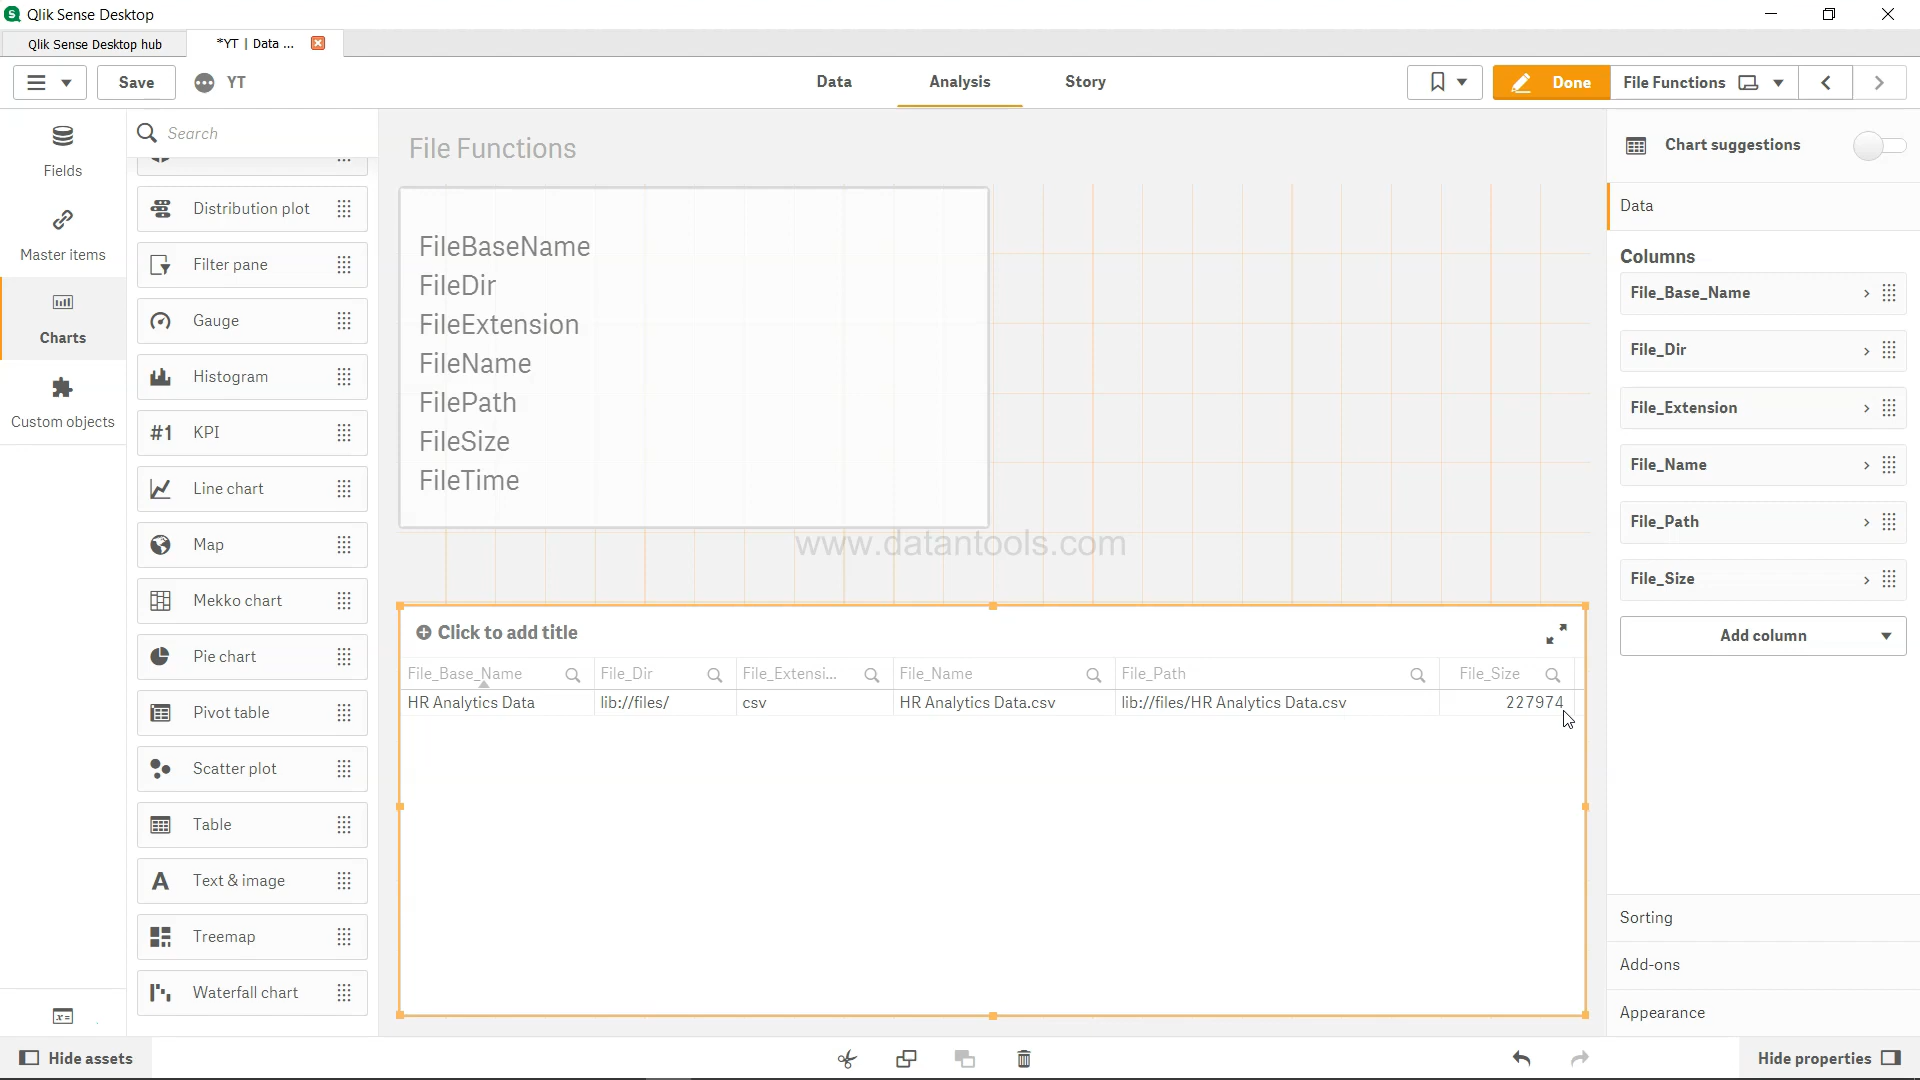 Qlik Sense Desktop
Qlik Sense Desktop hub
*YT | Data ...
Save
YT
Data
Analysis
Story
Done
File Functions
Fields
Master items
Charts
Custom objects
Search
Distribution plot
Filter pane
Gauge
Histogram
#1 KPI
Line chart
Map
Mekko chart
Pie chart
Pivot table
Scatter plot
Table
A Text & image
Treemap
Waterfall chart
File Functions
FileBaseName
FileDir
FileExtension
FileName
FilePath
FileSize
FileTime
www.datantools.com
Click to add title
File_Base_Name File_Dir File_Extensi... File_Name File_Path File_Size
HR Analytics Data lib://files/ csv HR Analytics Data.csv lib://files/HR Analytics Data.csv 227974
Chart suggestions
Data
Columns
File_Base_Name
File_Dir
File_Extension
File_Name
File_Path
File_Size
Add column
Sorting
Add-ons
Appearance
Hide assets
Hide properties